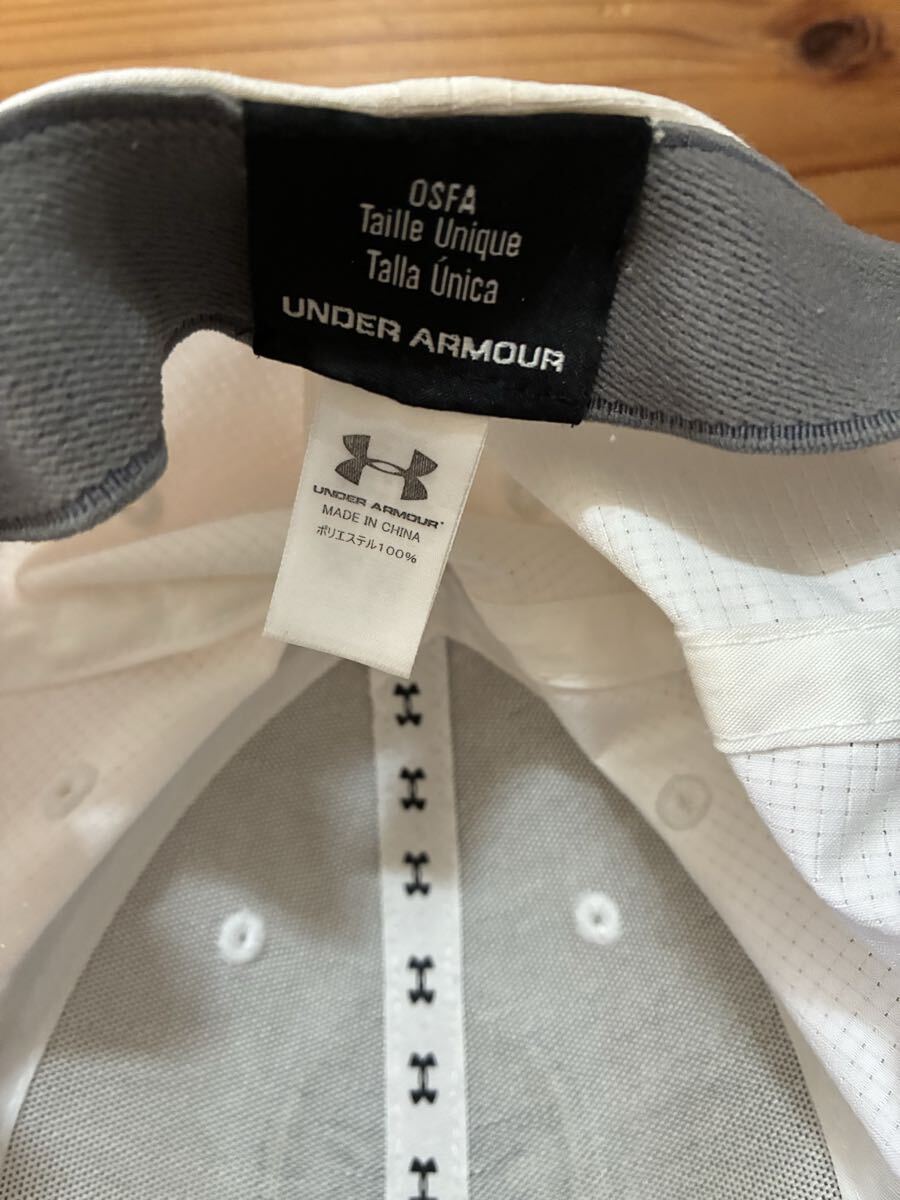 OSFA
Taille Unique
Talla Única
UNDER ARMOUR
UNDER ARMOUR
MADE IN CHINA
ポリエステル100%